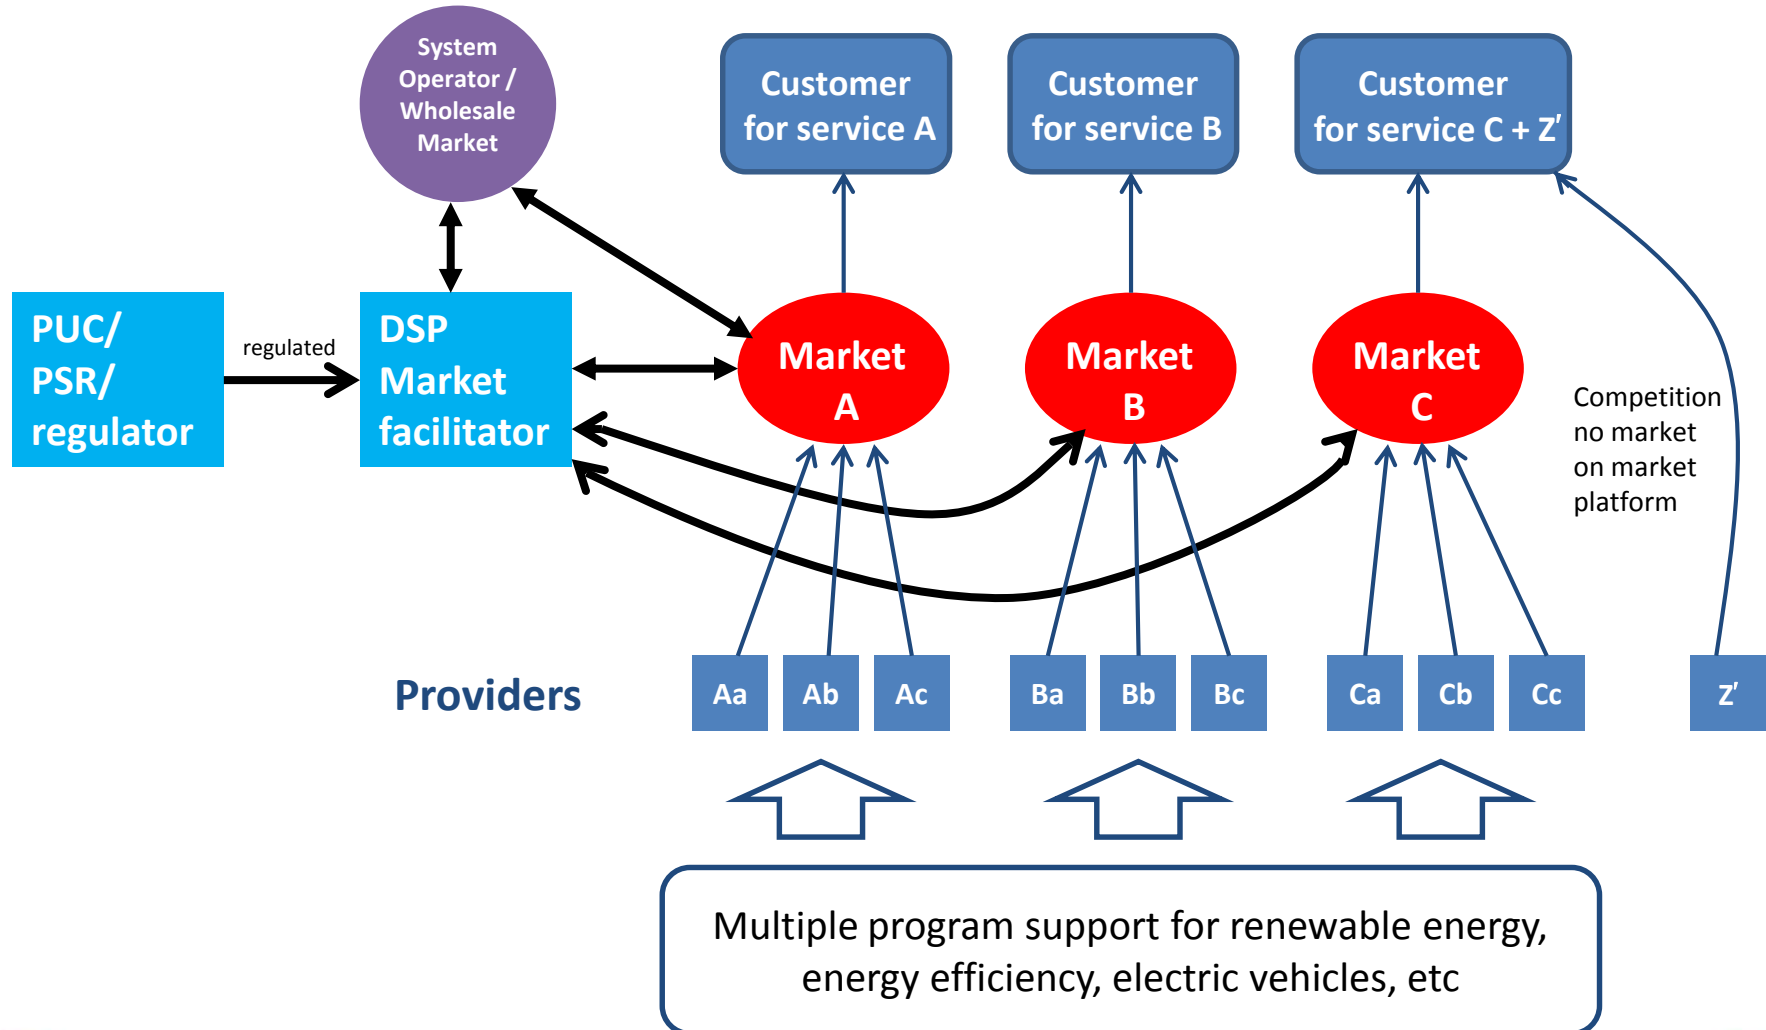 System
Operator /
Wholesale
Market
Customer
for service A
Customer
for service B
Customer
for service C + Z′
PUC/
PSR/
regulator
regulated
DSP
Market
facilitator
Market
A
Market
B
Market
C
Competition
no market
on market
platform
Providers
Aa
Ab
Ac
Ba
Bb
Bc
Ca
Cb
Cc
Z′
Multiple program support for renewable energy,
energy efficiency, electric vehicles, etc